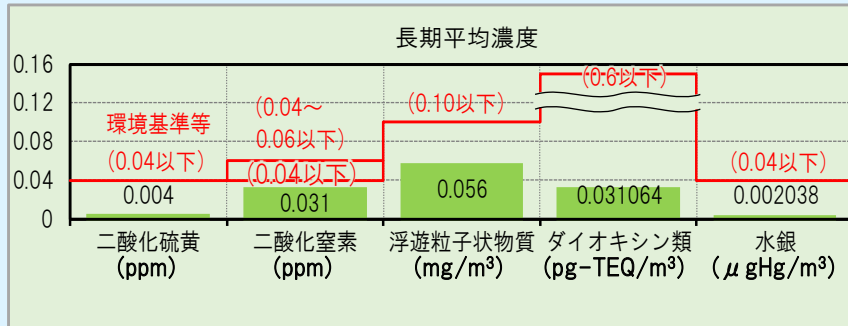 長期平均濃度
0.16
0.12
0.08
0.04
0
環境基準等
(0.04以下)
(0.04～
0.06以下)
(0.04以下)
(0.10以下)
(0.6以下)
(0.04以下)
0.004
0.031
0.056
0.031064
0.002038
二酸化硫黄
(ppm)
二酸化窒素
(ppm)
浮遊粒子状物質
(mg/m³)
ダイオキシン類
(pg-TEQ/m³)
水銀
(μgHg/m³)